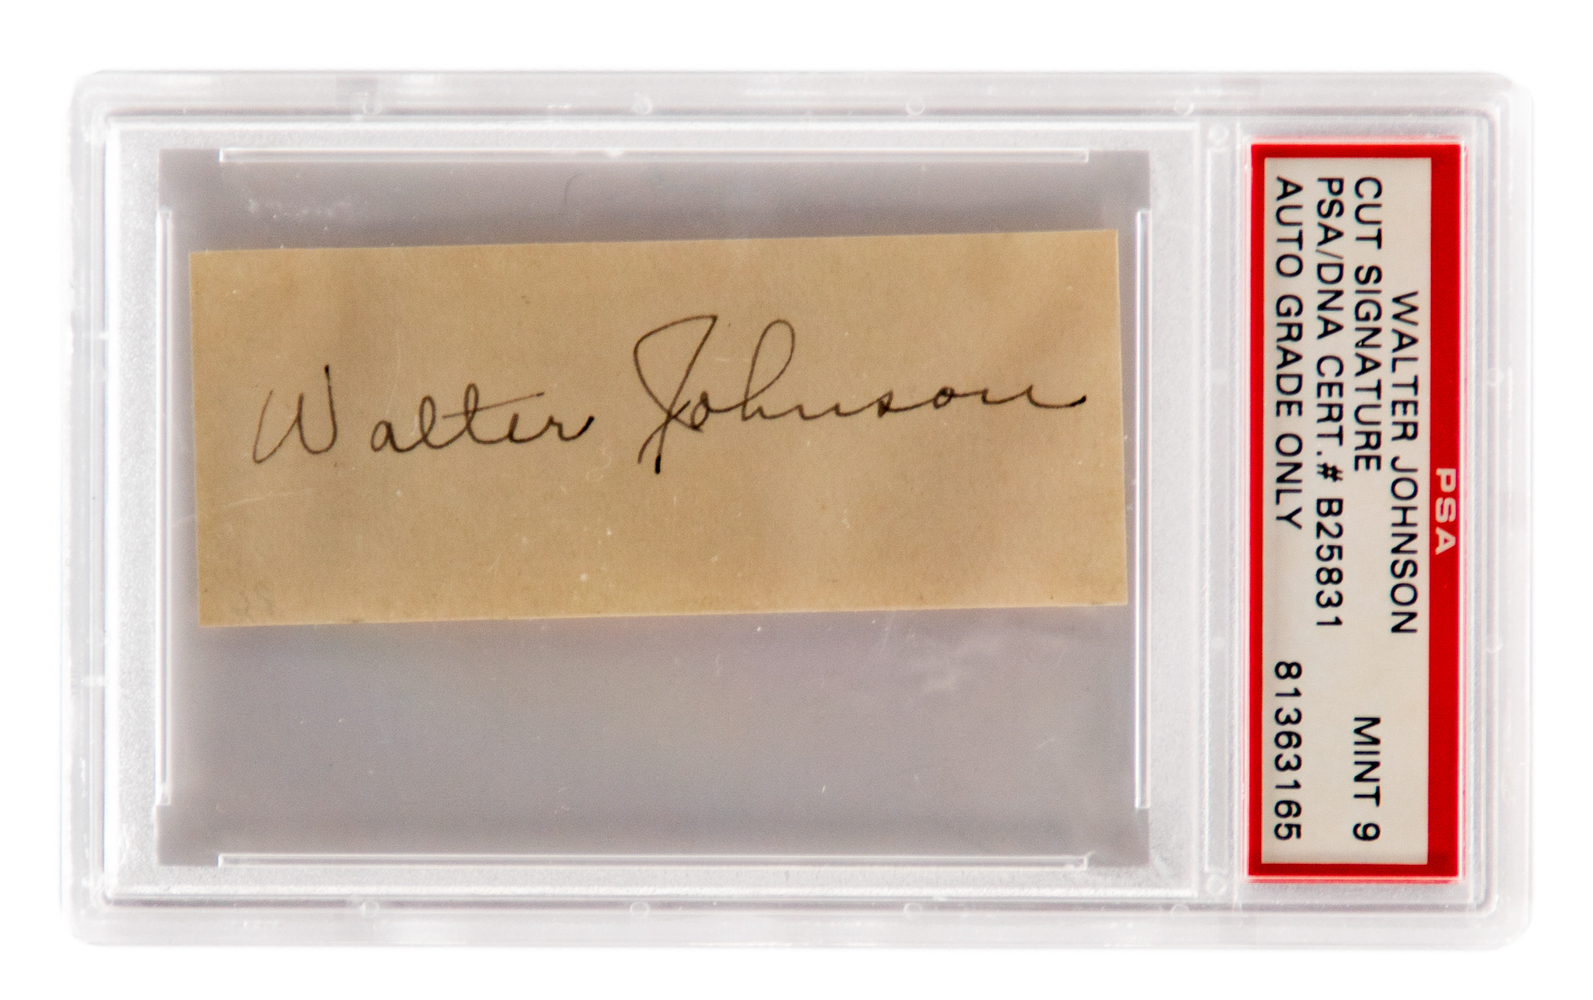 Walter Johnson
PSA
WALTER JOHNSON
CUT SIGNATURE MINT 9
PSA/DNA CERT.# B25831
AUTO GRADE ONLY 81363165